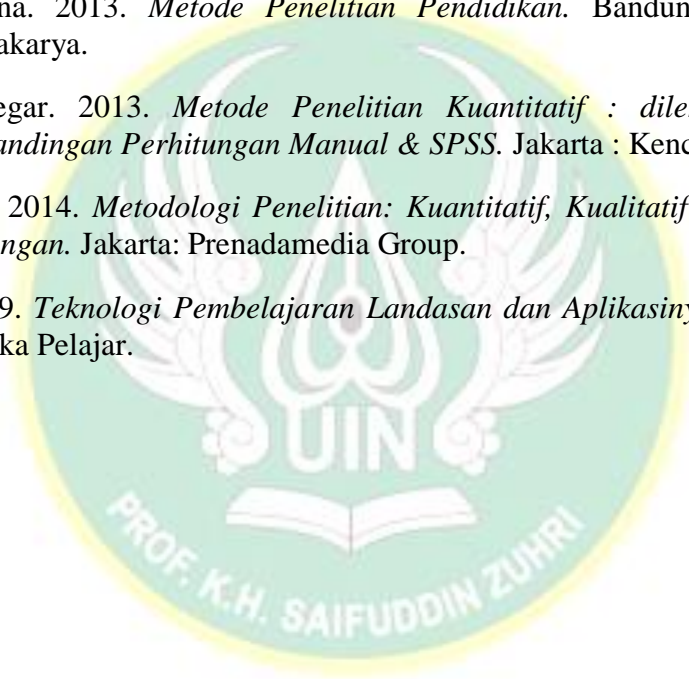 na. 2013. Metode Penelitian Pendidikan. Bandun
akarya.
egar. 2013. Metode Penelitian Kuantitatif : dile
andingan Perhitungan Manual & SPSS. Jakarta : Kenc
2014. Metodologi Penelitian: Kuantitatif, Kualitatif
ngan. Jakarta: Prenadamedia Group.
9. Teknologi Pembelajaran Landasan dan Aplikasiny
ka Pelajar.
UIN
PROF. K.H. SAIFUDDIN ZUHRI